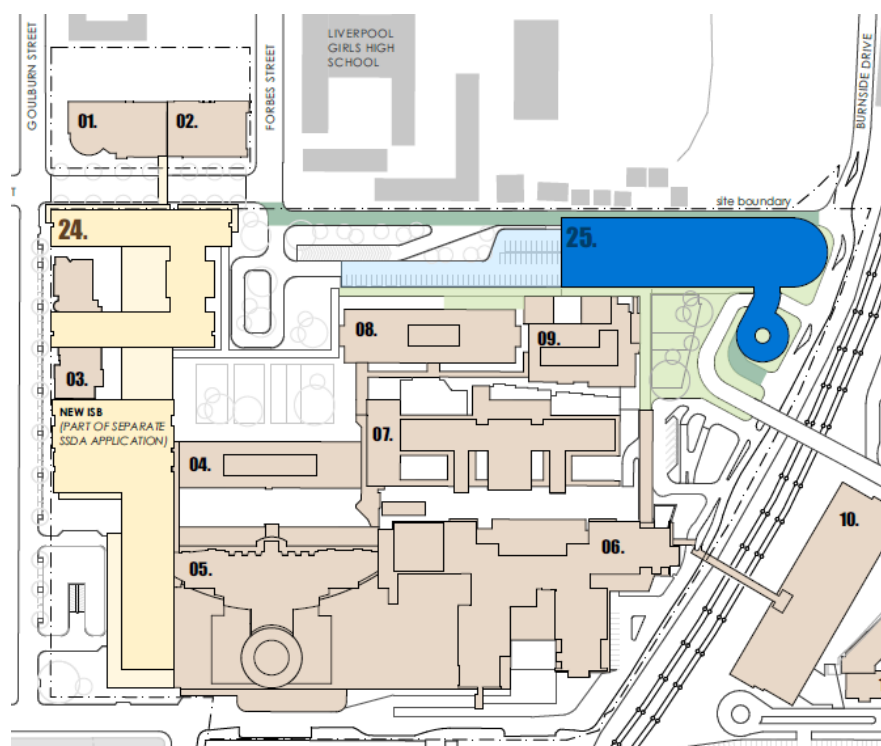 GOULBURN STREET
FORBES STREET
LIVERPOOL
GIRLS HIGH
SCHOOL
BURNSIDE DRIVE
01.
02.
T
site boundary
24.
25.
08.
09.
03.
NEW ISB
(PART OF SEPARATE
SSDA APPLICATION)
07.
04.
10.
06.
05.